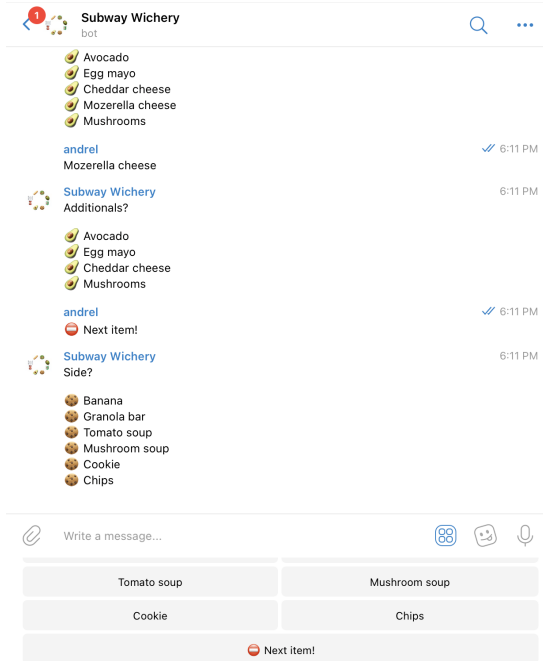 1
Subway Wichery
bot
🥑 Avocado
🥑 Egg mayo
🥑 Cheddar cheese
🥑 Mozerella cheese
🥑 Mushrooms
andrel 6:11 PM
Mozerella cheese
Subway Wichery 6:11 PM
Additionals?
🥑 Avocado
🥑 Egg mayo
🥑 Cheddar cheese
🥑 Mushrooms
andrel 6:11 PM
⛔ Next item!
Subway Wichery 6:11 PM
Side?
🍪 Banana
🍪 Granola bar
🍪 Tomato soup
🍪 Mushroom soup
🍪 Cookie
🍪 Chips
Write a message...
Tomato soup Mushroom soup
Cookie Chips
⛔ Next item!